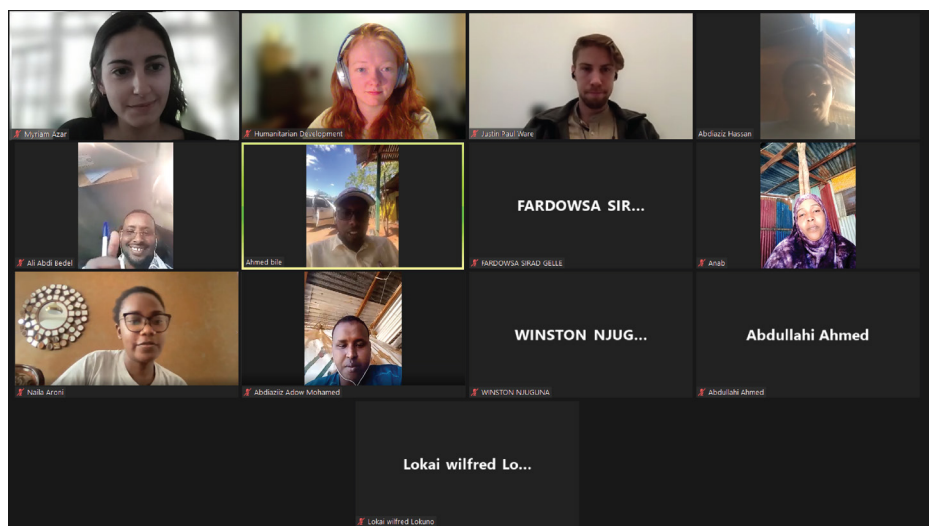 Myriam Azar
Humanitarian Development
Justin Paul Ware
Abdiaziz Hassan
Ali Abdi Bedel
Ahmed bile
FARDOWSA SIR...
FARDOWSA SIRAD GELLE
Anab
Naila Aroni
Abdiaziiz Adow Mohamed
WINSTON NJUG...
WINSTON NJUGUNA
Abdullahi Ahmed
Abdullahi Ahmed
Lokai wilfred Lo...
Lokai wilfred Lokuno